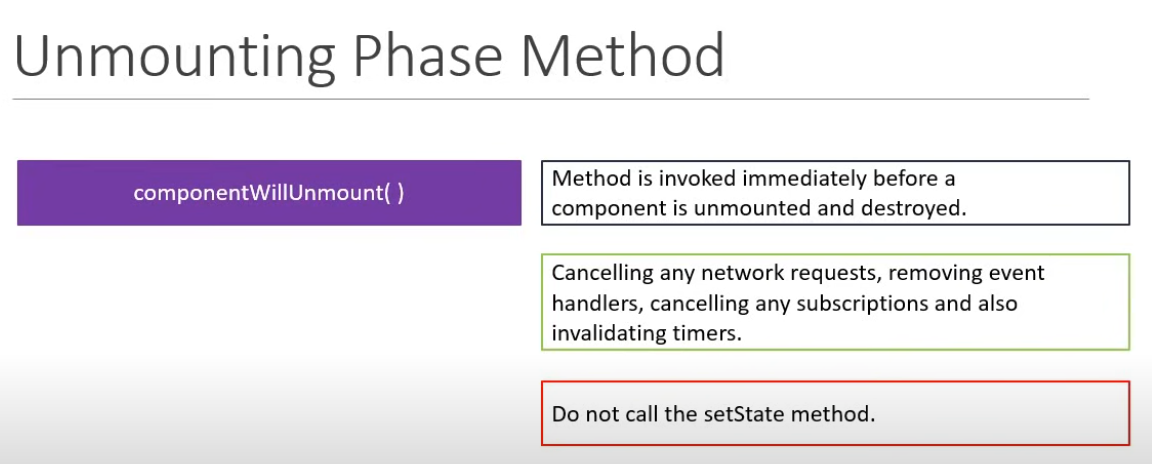 Unmounting Phase Method
componentWillUnmount( )
Method is invoked immediately before a
component is unmounted and destroyed.
Cancelling any network requests, removing event
handlers, cancelling any subscriptions and also
invalidating timers.
Do not call the setState method.